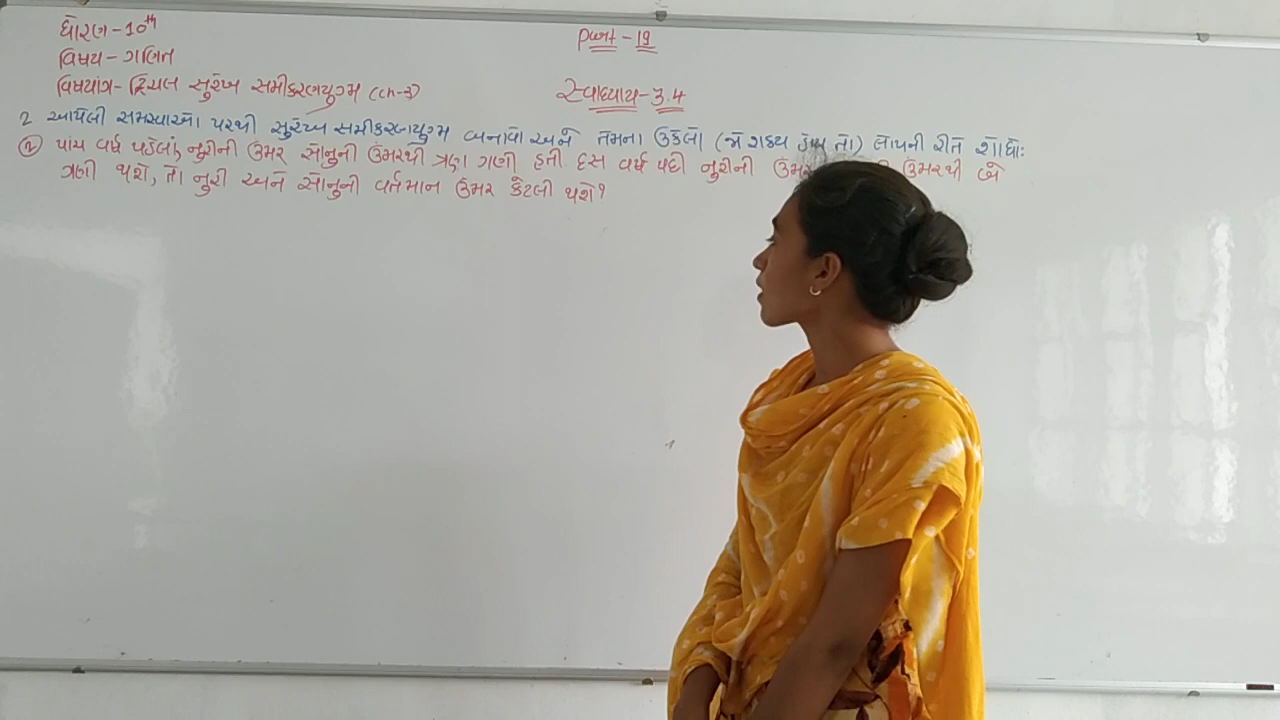 ધોરણ-10th
Part-19
વિષય-ગણિત
વિષયાંગ-દ્વિચલ સુરેખ સમીકરણયુગ્મ (ch-3)
સ્વાધ્યાય-3.4
2 આપેલી સમસ્યાઓ પરથી સુરેખ સમીકરણયુગ્મ બનાવો અને તેમના ઉકેલો (જો શક્ય હોય તો) લોપની રીતે શોધો:
(2) પાંચ વર્ષ પહેલાં, નુરીની ઉંમર સોનુની ઉંમરથી ત્રણ ગણી હતી દસ વર્ષ પછી નુરીની ઉંમર ઉંમરથી બે
ગણી થશે, તો નુરી અને સોનુની વર્તમાન ઉંમર કેટલી થશે?